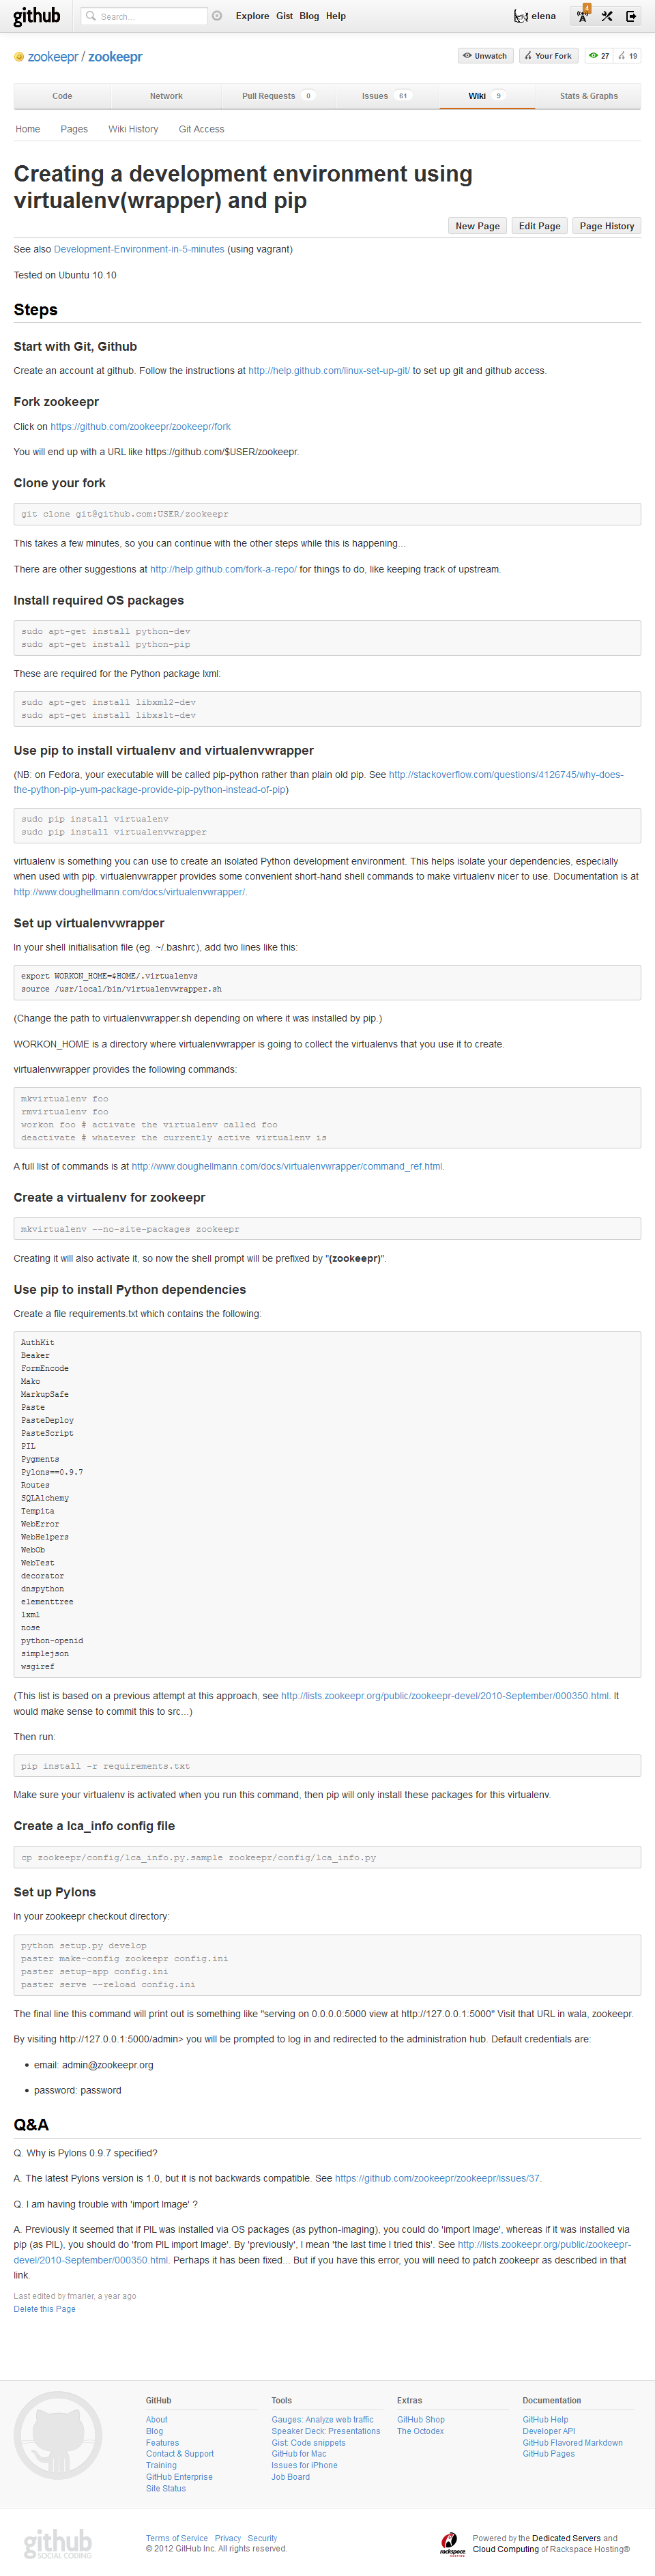 github
Search...
Explore Gist Blog Help
elena
4
zookeepr / zookeepr
Unwatch
Your Fork
27
19
Code
Network
Pull Requests 0
Issues 61
Wiki 9
Stats & Graphs
Home
Pages
Wiki History
Git Access
Creating a development environment using
virtualenv(wrapper) and pip
New Page
Edit Page
Page History
See also Development-Environment-in-5-minutes (using vagrant)
Tested on Ubuntu 10.10
Steps
Start with Git, Github
Create an account at github. Follow the instructions at http://help.github.com/linux-set-up-git/ to set up git and github access.
Fork zookeepr
Click on https://github.com/zookeepr/zookeepr/fork
You will end up with a URL like https://github.com/$USER/zookeepr.
Clone your fork
git clone git@github.com:USER/zookeepr
This takes a few minutes, so you can continue with the other steps while this is happening...
There are other suggestions at http://help.github.com/fork-a-repo/ for things to do, like keeping track of upstream.
Install required OS packages
sudo apt-get install python-dev
sudo apt-get install python-pip
These are required for the Python package lxml:
sudo apt-get install libxml2-dev
sudo apt-get install libxslt-dev
Use pip to install virtualenv and virtualenvwrapper
(NB: on Fedora, your executable will be called pip-python rather than plain old pip. See http://stackoverflow.com/questions/4126745/why-does-
the-python-pip-yum-package-provide-pip-python-instead-of-pip)
sudo pip install virtualenv
sudo pip install virtualenvwrapper
virtualenv is something you can use to create an isolated Python development environment. This helps isolate your dependencies, especially
when used with pip. virtualenvwrapper provides some convenient short-hand shell commands to make virtualenv nicer to use. Documentation is at
http://www.doughellmann.com/docs/virtualenvwrapper/.
Set up virtualenvwrapper
In your shell initialisation file (eg. ~/.bashrc), add two lines like this:
export WORKON_HOME=$HOME/.virtualenvs
source /usr/local/bin/virtualenvwrapper.sh
(Change the path to virtualenvwrapper.sh depending on where it was installed by pip.)
WORKON_HOME is a directory where virtualenvwrapper is going to collect the virtualenvs that you use it to create.
virtualenvwrapper provides the following commands:
mkvirtualenv foo
rmvirtualenv foo
workon foo # activate the virtualenv called foo
deactivate # whatever the currently active virtualenv is
A full list of commands is at http://www.doughellmann.com/docs/virtualenvwrapper/command_ref.html.
Create a virtualenv for zookeepr
mkvirtualenv --no-site-packages zookeepr
Creating it will also activate it, so now the shell prompt will be prefixed by "(zookeepr)".
Use pip to install Python dependencies
Create a file requirements.txt which contains the following:
AuthKit
Beaker
FormEncode
Mako
MarkupSafe
Paste
PasteDeploy
PasteScript
PIL
Pygments
Pylons==0.9.7
Routes
SQLAlchemy
Tempita
WebError
WebHelpers
WebOb
WebTest
decorator
dnspython
elementtree
lxml
nose
python-openid
simplejson
wsgiref
(This list is based on a previous attempt at this approach, see http://lists.zookeepr.org/public/zookeepr-devel/2010-September/000350.html. It
would make sense to commit this to src...)
Then run:
pip install -r requirements.txt
Make sure your virtualenv is activated when you run this command, then pip will only install these packages for this virtualenv.
Create a lca_info config file
cp zookeepr/config/lca_info.py.sample zookeepr/config/lca_info.py
Set up Pylons
In your zookeepr checkout directory:
python setup.py develop
paster make-config zookeepr config.ini
paster setup-app config.ini
paster serve --reload config.ini
The final line this command will print out is something like "serving on 0.0.0.0:5000 view at http://127.0.0.1:5000" Visit that URL in wala, zookeepr.
By visiting http://127.0.0.1:5000/admin> you will be prompted to log in and redirected to the administration hub. Default credentials are:
• email: admin@zookeepr.org
• password: password
Q&A
Q. Why is Pylons 0.9.7 specified?
A. The latest Pylons version is 1.0, but it is not backwards compatible. See https://github.com/zookeepr/zookeepr/issues/37.
Q. I am having trouble with 'import Image' ?
A. Previously it seemed that if PIL was installed via OS packages (as python-imaging), you could do 'import Image', whereas if it was installed via
pip (as PIL), you should do 'from PIL import Image'. By 'previously', I mean 'the last time I tried this'. See http://lists.zookeepr.org/public/zookeepr-
devel/2010-September/000350.html. Perhaps it has been fixed... But if you have this error, you will need to patch zookeepr as described in that
link.
Last edited by fmarier, a year ago
Delete this Page
GitHub
About
Blog
Features
Contact & Support
Training
GitHub Enterprise
Site Status
Tools
Gauges: Analyze web traffic
Speaker Deck: Presentations
Gist: Code snippets
GitHub for Mac
Issues for iPhone
Job Board
Extras
GitHub Shop
The Octodex
Documentation
GitHub Help
Developer API
GitHub Flavored Markdown
GitHub Pages
github
SOCIAL CODING
Terms of Service Privacy Security
© 2012 GitHub Inc. All rights reserved.
rackspace
HOSTING
Powered by the Dedicated Servers and
Cloud Computing of Rackspace Hosting®